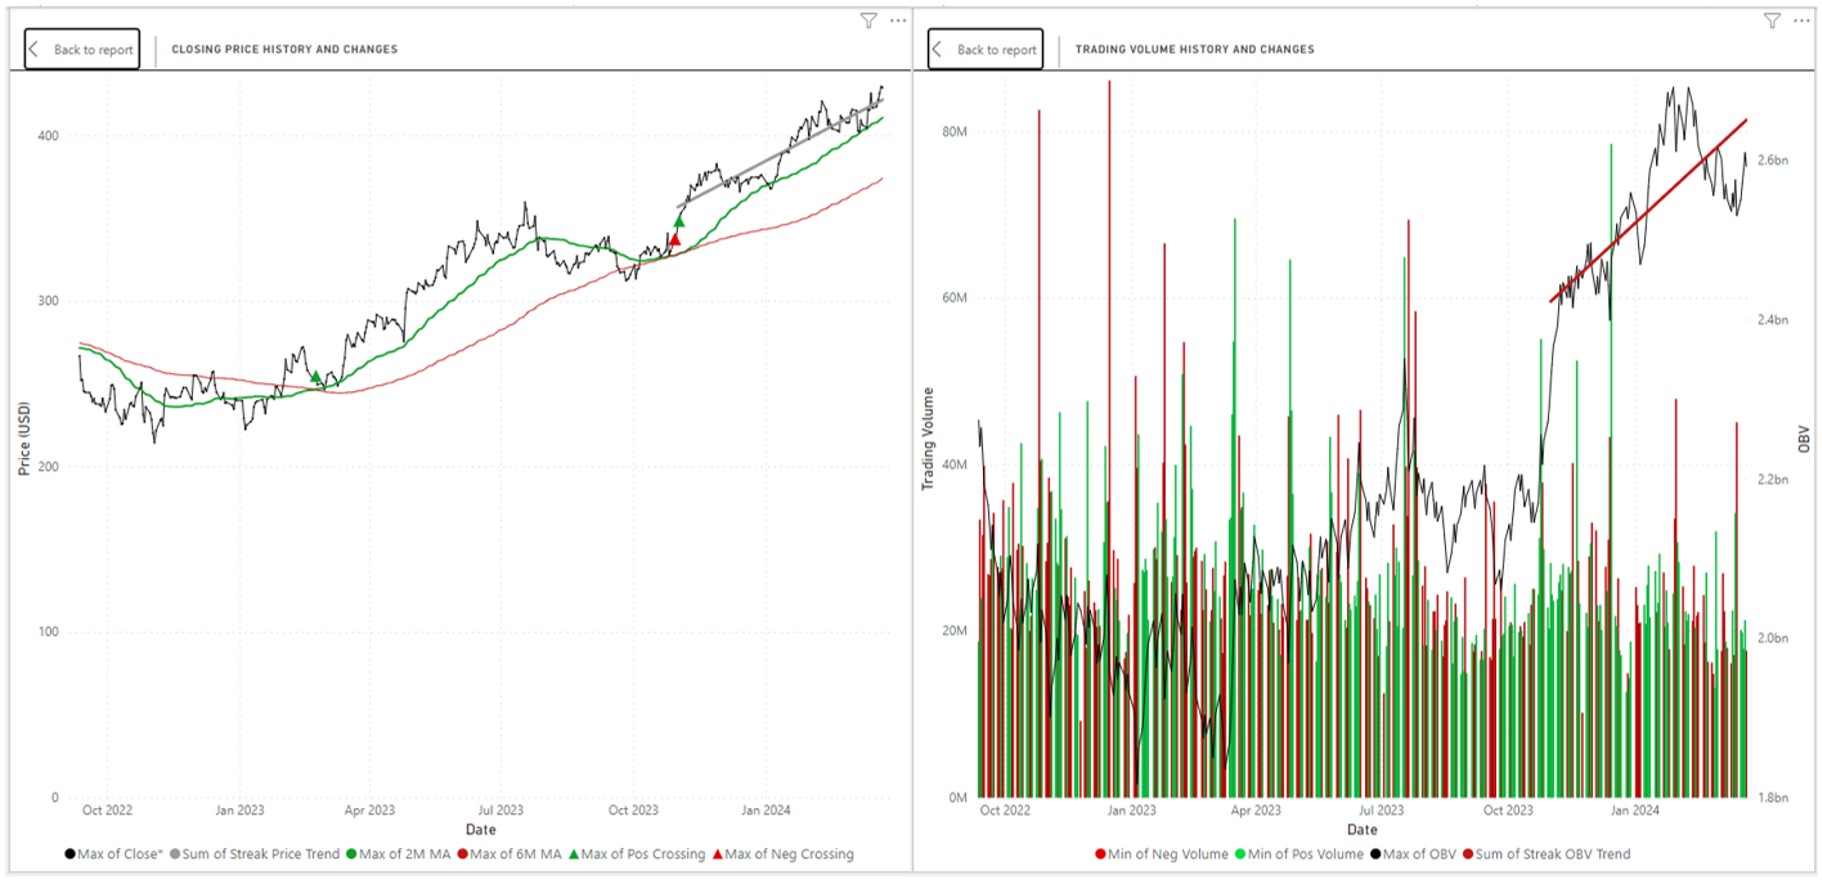 Back to report
CLOSING PRICE HISTORY AND CHANGES
400
300
200
100
0
Price (USD)
Oct 2022
Jan 2023
Apr 2023
Jul 2023
Oct 2023
Jan 2024
Date
Max of Close*
Sum of Streak Price Trend
Max of 2M MA
Max of 6M MA
Max of Pos Crossing
Max of Neg Crossing
Back to report
TRADING VOLUME HISTORY AND CHANGES
80M
60M
40M
20M
0M
Trading Volume
2.6bn
2.4bn
2.2bn
2.0bn
1.8bn
OBV
Oct 2022
Jan 2023
Apr 2023
Jul 2023
Oct 2023
Jan 2024
Date
Min of Neg Volume
Min of Pos Volume
Max of OBV
Sum of Streak OBV Trend